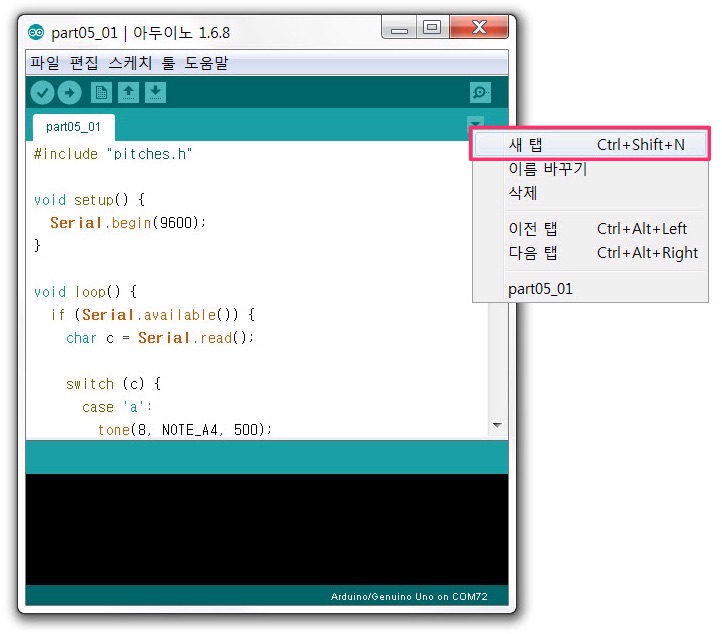 part05_01 | 아두이노 1.6.8
파일 편집 스케치 툴 도움말
part05_01
#include "pitches.h"
void setup() {
Serial.begin(9600);
}
void loop() {
if (Serial.available()) {
char c = Serial.read();
switch (c) {
case 'a':
tone(8, NOTE_A4, 500);
새 탭 Ctrl+Shift+N
이름 바꾸기
삭제
이전 탭 Ctrl+Alt+Left
다음 탭 Ctrl+Alt+Right
part05_01
Arduino/Genuino Uno on COM72